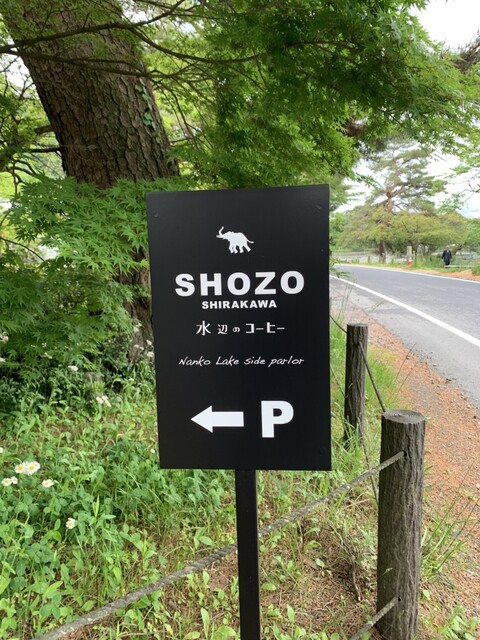 SHOZO
SHIRAKAWA
水辺のコーヒー
Nanko Lake side parlor
P